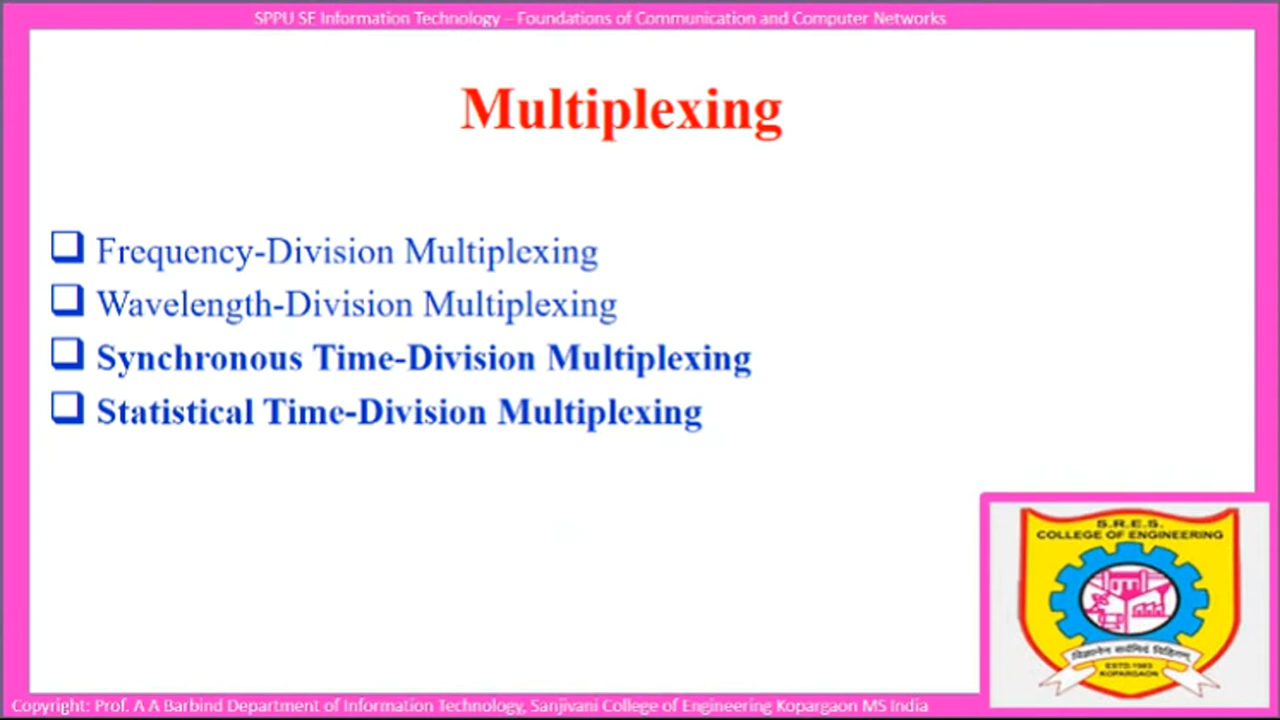 SPPU SE Information Technology – Foundations of Communication and Computer Networks
Multiplexing
Frequency-Division Multiplexing
Wavelength-Division Multiplexing
Synchronous Time-Division Multiplexing
Statistical Time-Division Multiplexing
S.R.E.S.
COLLEGE OF ENGINEERING
ESTD.1983
KOPARGAON
Copyright: Prof. A A Barbind Department of Information Technology, Sanjivani College of Engineering Kopargaon MS India